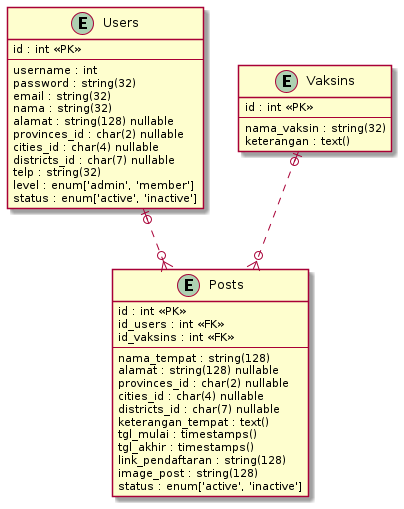 E Users
id : int «PK»
username : int
password : string(32)
email : string(32)
nama : string(32)
alamat : string(128) nullable
provinces_id : char(2) nullable
cities_id : char(4) nullable
districts_id : char(7) nullable
telp : string(32)
level : enum['admin', 'member']
status : enum['active', 'inactive']
E Vaksins
id : int «PK»
nama_vaksin : string(32)
keterangan : text()
E Posts
id : int «PK»
id_users : int «FK»
id_vaksins : int «FK»
nama_tempat : string(128)
alamat : string(128) nullable
provinces_id : char(2) nullable
cities_id : char(4) nullable
districts_id : char(7) nullable
keterangan_tempat : text()
tgl_mulai : timestamps()
tgl_akhir : timestamps()
link_pendaftaran : string(128)
image_post : string(128)
status : enum['active', 'inactive']